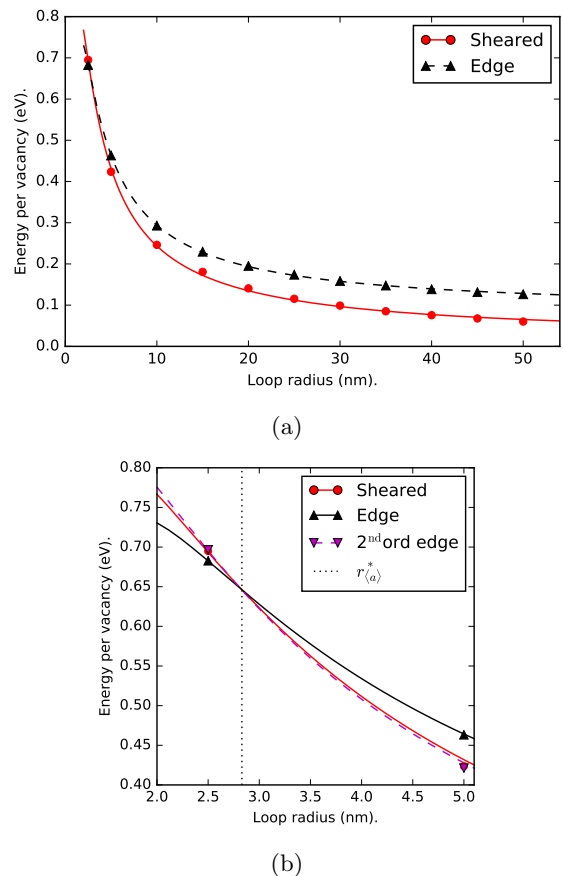 0.8
0.7
0.6
0.5
0.4
0.3
0.2
0.1
0.0
Energy per vacancy (eV).
Sheared
Edge
0 10 20 30 40 50
Loop radius (nm).
(a)
0.80
0.75
0.70
0.65
0.60
0.55
0.50
0.45
0.40
Energy per vacancy (eV).
Sheared
Edge
2ⁿᵈord edge
r*⟨a⟩
2.0 2.5 3.0 3.5 4.0 4.5 5.0
Loop radius (nm).
(b)